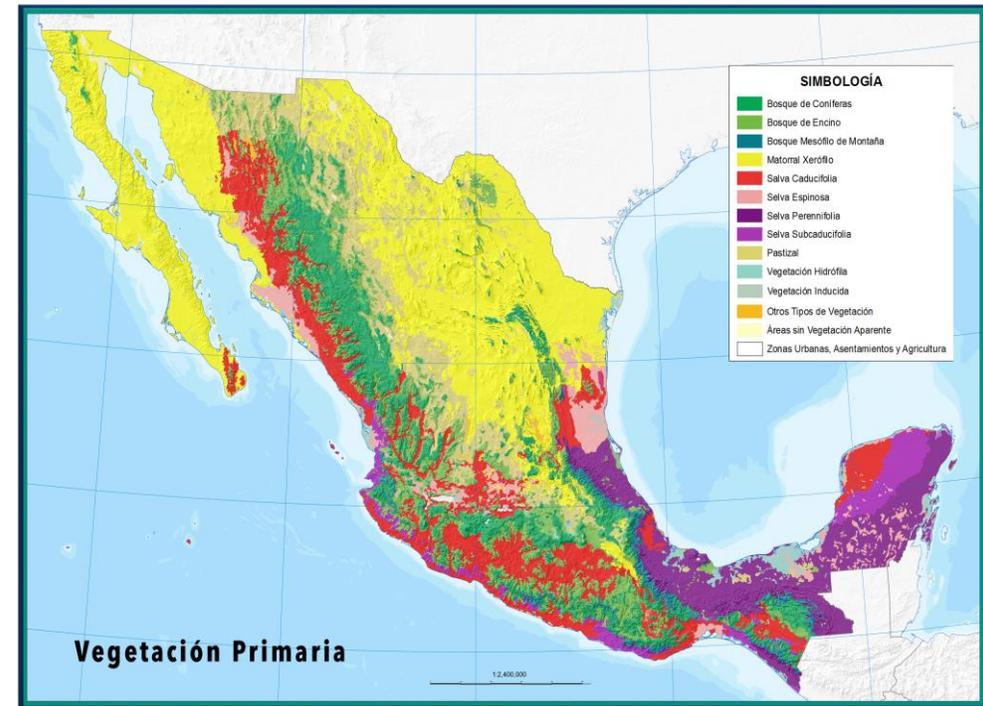 SIMBOLOGÍA
Bosque de Coníferas
Bosque de Encino
Bosque Mesófilo de Montaña
Matorral Xerófilo
Salva Caducifolia
Selva Espinosa
Selva Perennifolia
Selva Subcaducifolia
Pastizal
Vegetación Hidrófila
Vegetación Inducida
Otros Tipos de Vegetación
Áreas sin Vegetación Aparente
Zonas Urbanas, Asentamientos y Agricultura
Vegetación Primaria
1:2,400,000